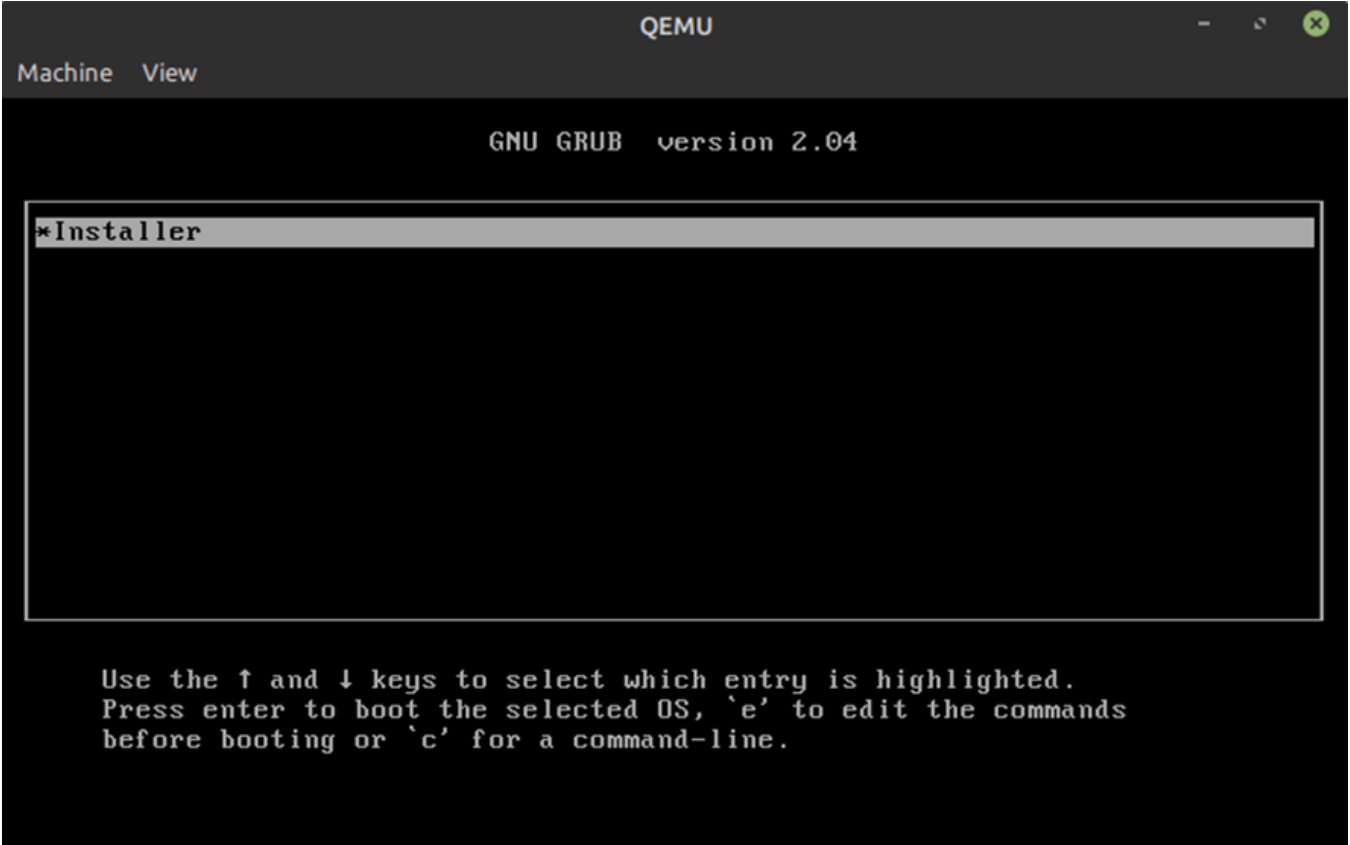 QEMU
Machine View
GNU GRUB version 2.04
*Installer
Use the ↑ and ↓ keys to select which entry is highlighted.
Press enter to boot the selected OS, `e' to edit the commands
before booting or `c' for a command-line.